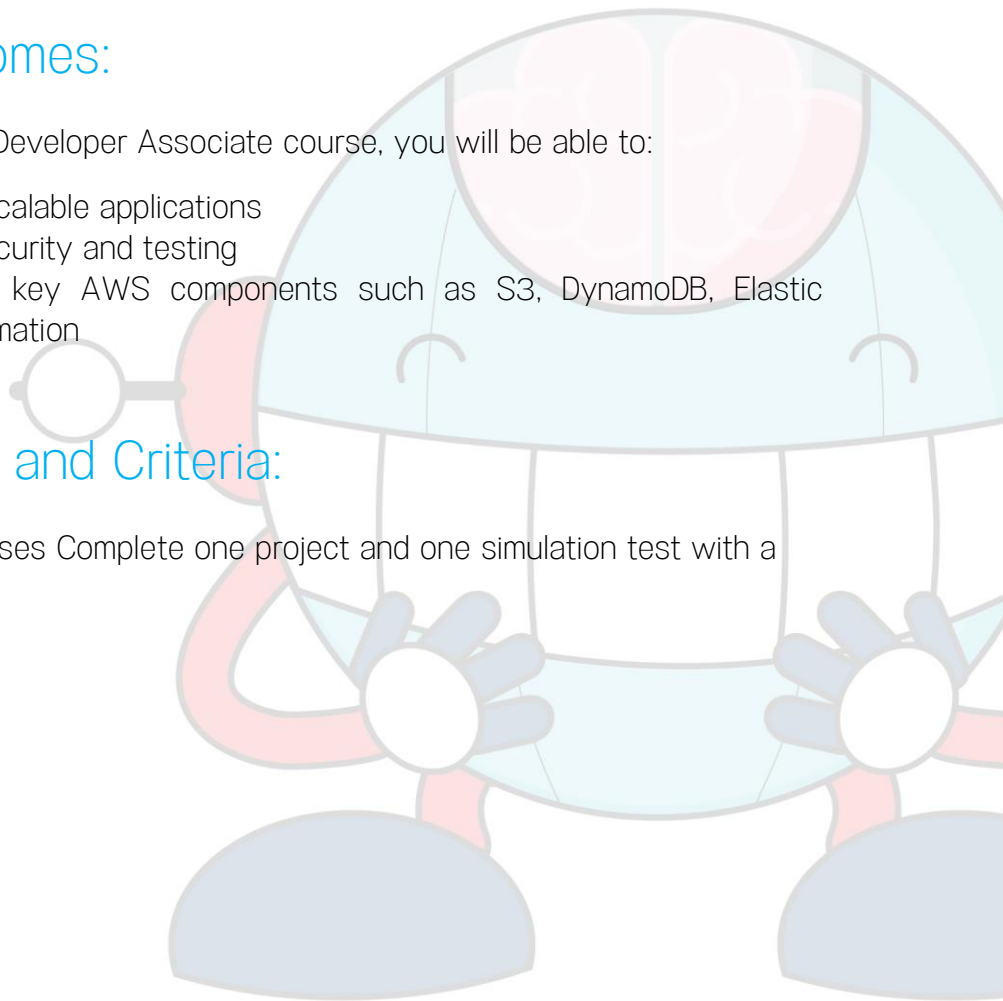 omes:
Developer Associate course, you will be able to:
calable applications
curity and testing
key AWS components such as S3, DynamoDB, Elastic
mation
and Criteria:
ses Complete one project and one simulation test with a